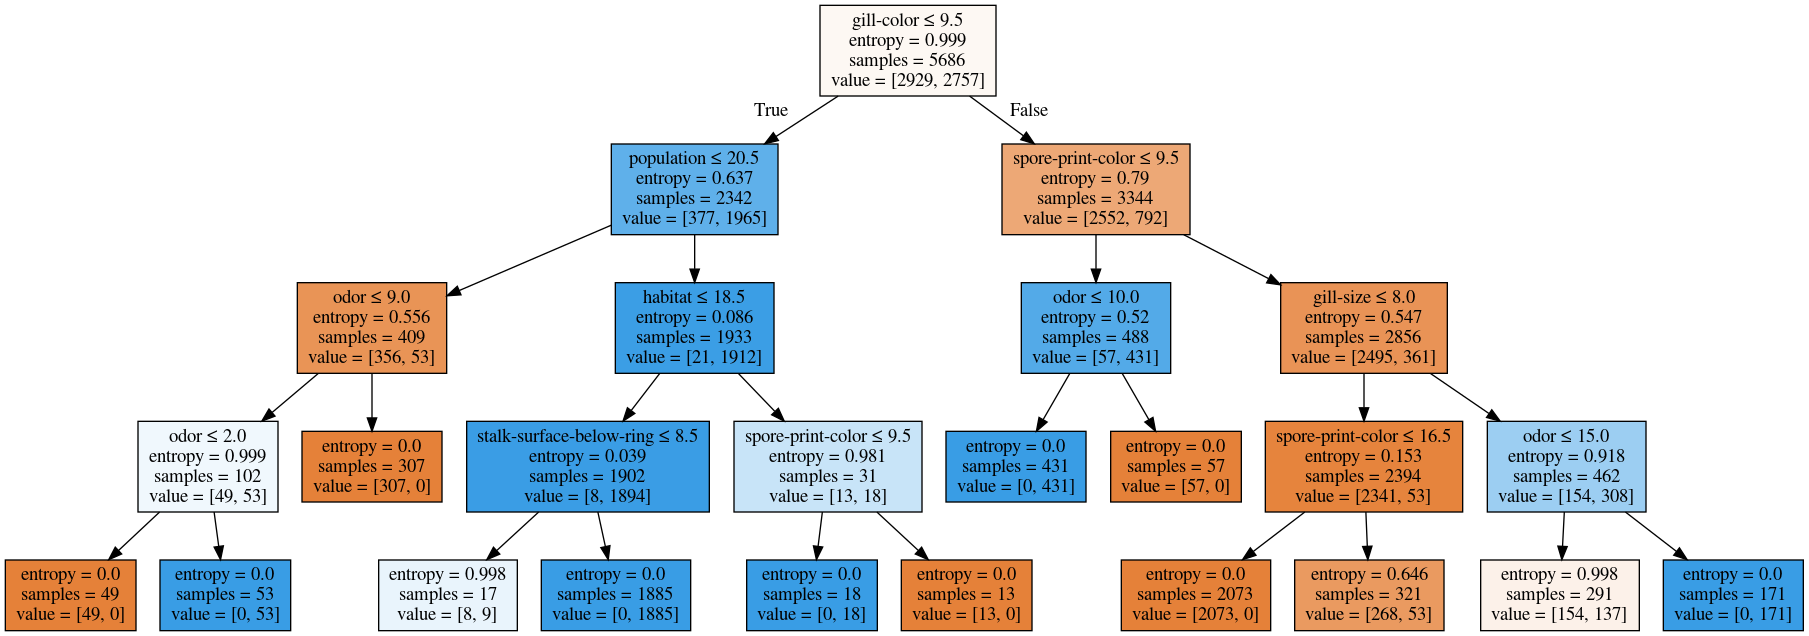 gill-color ≤ 9.5
entropy = 0.999
samples = 5686
value = [2929, 2757]
True
False
population ≤ 20.5
entropy = 0.637
samples = 2342
value = [377, 1965]
spore-print-color ≤ 9.5
entropy = 0.79
samples = 3344
value = [2552, 792]
odor ≤ 9.0
entropy = 0.556
samples = 409
value = [356, 53]
habitat ≤ 18.5
entropy = 0.086
samples = 1933
value = [21, 1912]
odor ≤ 10.0
entropy = 0.52
samples = 488
value = [57, 431]
gill-size ≤ 8.0
entropy = 0.547
samples = 2856
value = [2495, 361]
odor ≤ 2.0
entropy = 0.999
samples = 102
value = [49, 53]
entropy = 0.0
samples = 307
value = [307, 0]
stalk-surface-below-ring ≤ 8.5
entropy = 0.039
samples = 1902
value = [8, 1894]
spore-print-color ≤ 9.5
entropy = 0.981
samples = 31
value = [13, 18]
entropy = 0.0
samples = 431
value = [0, 431]
entropy = 0.0
samples = 57
value = [57, 0]
spore-print-color ≤ 16.5
entropy = 0.153
samples = 2394
value = [2341, 53]
odor ≤ 15.0
entropy = 0.918
samples = 462
value = [154, 308]
entropy = 0.0
samples = 49
value = [49, 0]
entropy = 0.0
samples = 53
value = [0, 53]
entropy = 0.998
samples = 17
value = [8, 9]
entropy = 0.0
samples = 1885
value = [0, 1885]
entropy = 0.0
samples = 18
value = [0, 18]
entropy = 0.0
samples = 13
value = [13, 0]
entropy = 0.0
samples = 2073
value = [2073, 0]
entropy = 0.646
samples = 321
value = [268, 53]
entropy = 0.998
samples = 291
value = [154, 137]
entropy = 0.0
samples = 171
value = [0, 171]